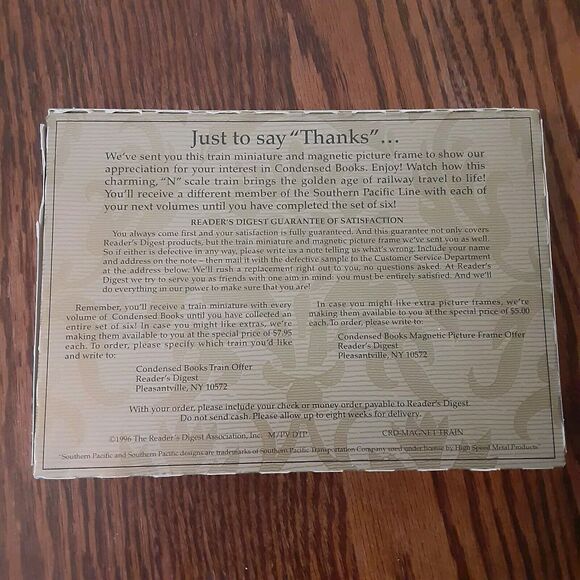 Just to say "Thanks"...
We've sent you this train miniature and magnetic picture frame to show our
appreciation for your interest in Condensed Books. Enjoy! Watch how this
charming, "N" scale train brings the golden age of railway travel to life!
You'll receive a different member of the Southern Pacific Line with each of
your next volumes until you have completed the set of six!
READER'S DIGEST GUARANTEE OF SATISFACTION
You always come first and your satisfaction is fully guaranteed. And this guarantee not only covers
Reader's Digest products, but the train miniature and magnetic picture frame we've sent you as well.
So if either is defective in any way, please write us a note telling us what's wrong. Include your name
and address on the note – then mail it with the defective sample to the Customer Service Department
at the address below. We'll rush a replacement right out to you, no questions asked. At Reader's
Digest we try to serve you as friends with one aim in mind: you must be entirely satisfied. And we'll
do everything in our power to make sure that you are!
Remember, you'll receive a train miniature with every
volume of Condensed Books until you have collected an
entire set of six! In case you might like extras, we're
making them available to you at the special price of $7.95
each. To order, please specify which train you'd like
and write to:
Condensed Books Train Offer
Reader's Digest
Pleasantville, NY 10572
In case you might like extra picture frames, we're
making them available to you at the special price of $5.00
each. To order, please write to:
Condensed Books Magnetic Picture Frame Offer
Reader's Digest
Pleasantville, NY 10572
With your order, please include your check or money order payable to Reader's Digest.
Do not send cash. Please allow up to eight weeks for delivery.
©1996 The Reader's Digest Association, Inc. M7FV-DTP CRD-MAGNET-TRAIN
"Southern Pacific and Southern Pacific designs are trademarks of Southern Pacific Transportation Company used under license by High Speed Metal Products"